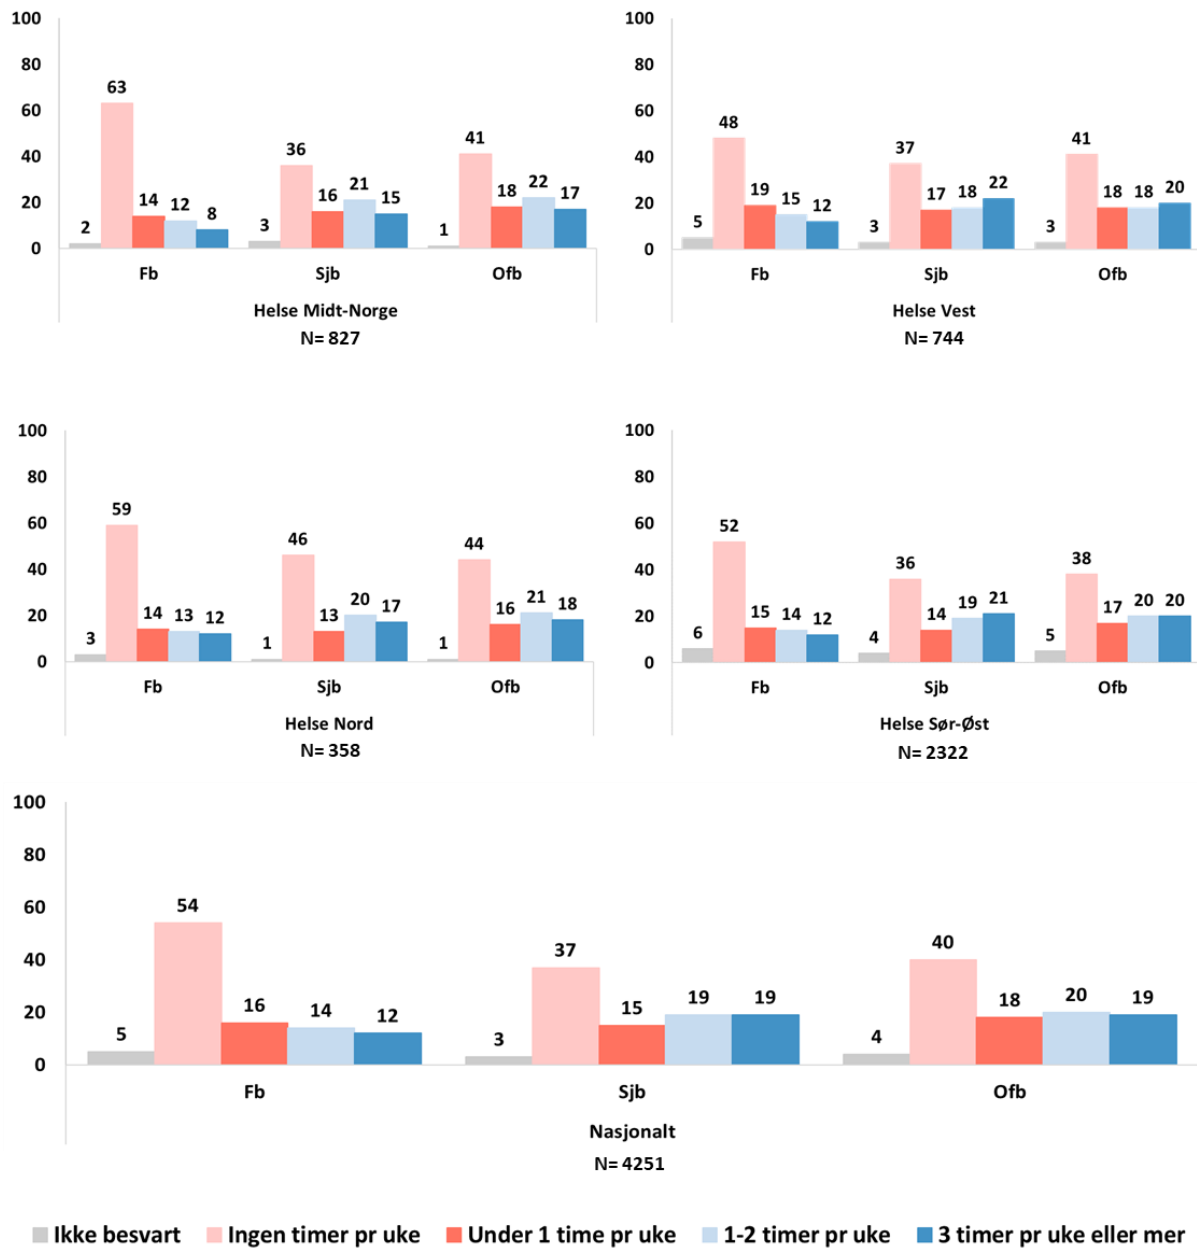 100
80
60
40
20
0
63
36
41
14 12 8
16 21 15
18 22 17
2
3
1
Fb Sjb Ofb
Helse Midt-Norge
N= 827
100
80
60
40
20
0
48
37
41
19 15 12
17 18 22
18 18 20
5
3
3
Fb Sjb Ofb
Helse Vest
N= 744
100
80
60
40
20
0
59
46
44
14 13 12
13 20 17
16 21 18
3
1
1
Fb Sjb Ofb
Helse Nord
N= 358
100
80
60
40
20
0
52
36
38
15 14 12
14 19 21
17 20 20
6
4
5
Fb Sjb Ofb
Helse Sør-Øst
N= 2322
100
80
60
40
20
0
54
37
40
16 14 12
15 19 19
18 20 19
5
3
4
Fb Sjb Ofb
Nasjonalt
N= 4251
Ikke besvart Ingen timer pr uke Under 1 time pr uke 1-2 timer pr uke 3 timer pr uke eller mer